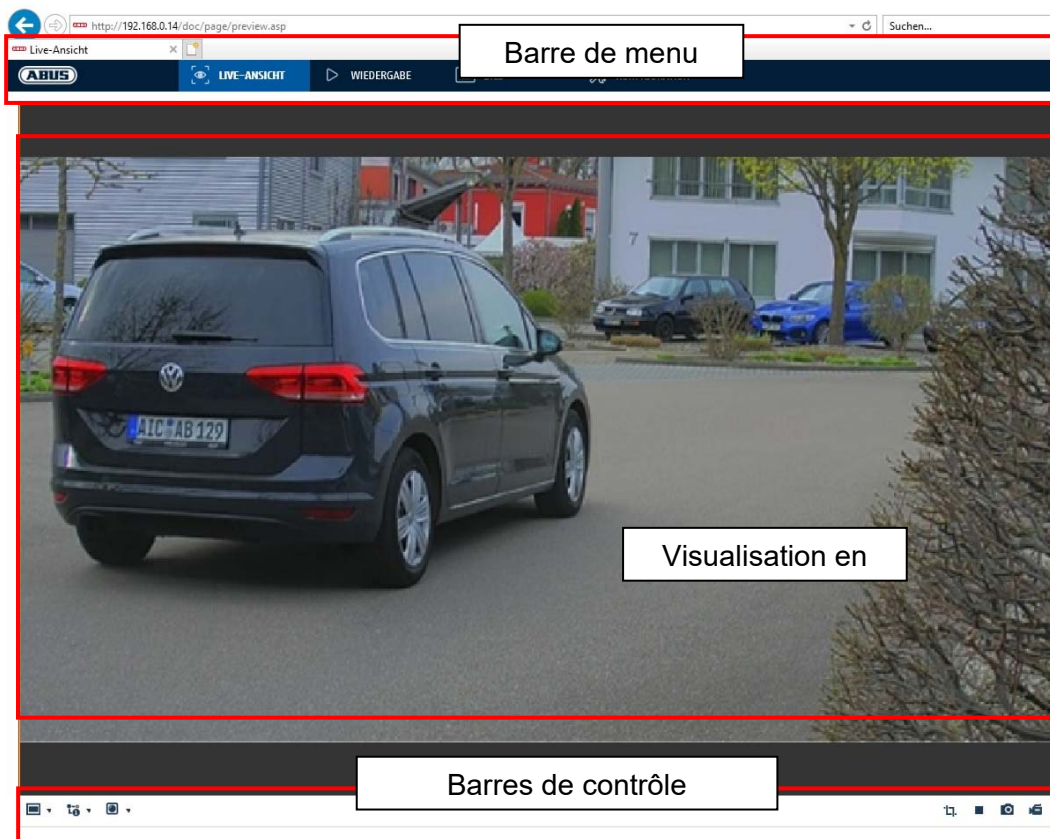 http://192.168.0.14/doc/page/preview.asp
Suchen...
Live-Ansicht
Barre de menu
ABUS
LIVE-ANSICHT
WIEDERGABE
7
AIC AB 129
Visualisation en
Barres de contrôle